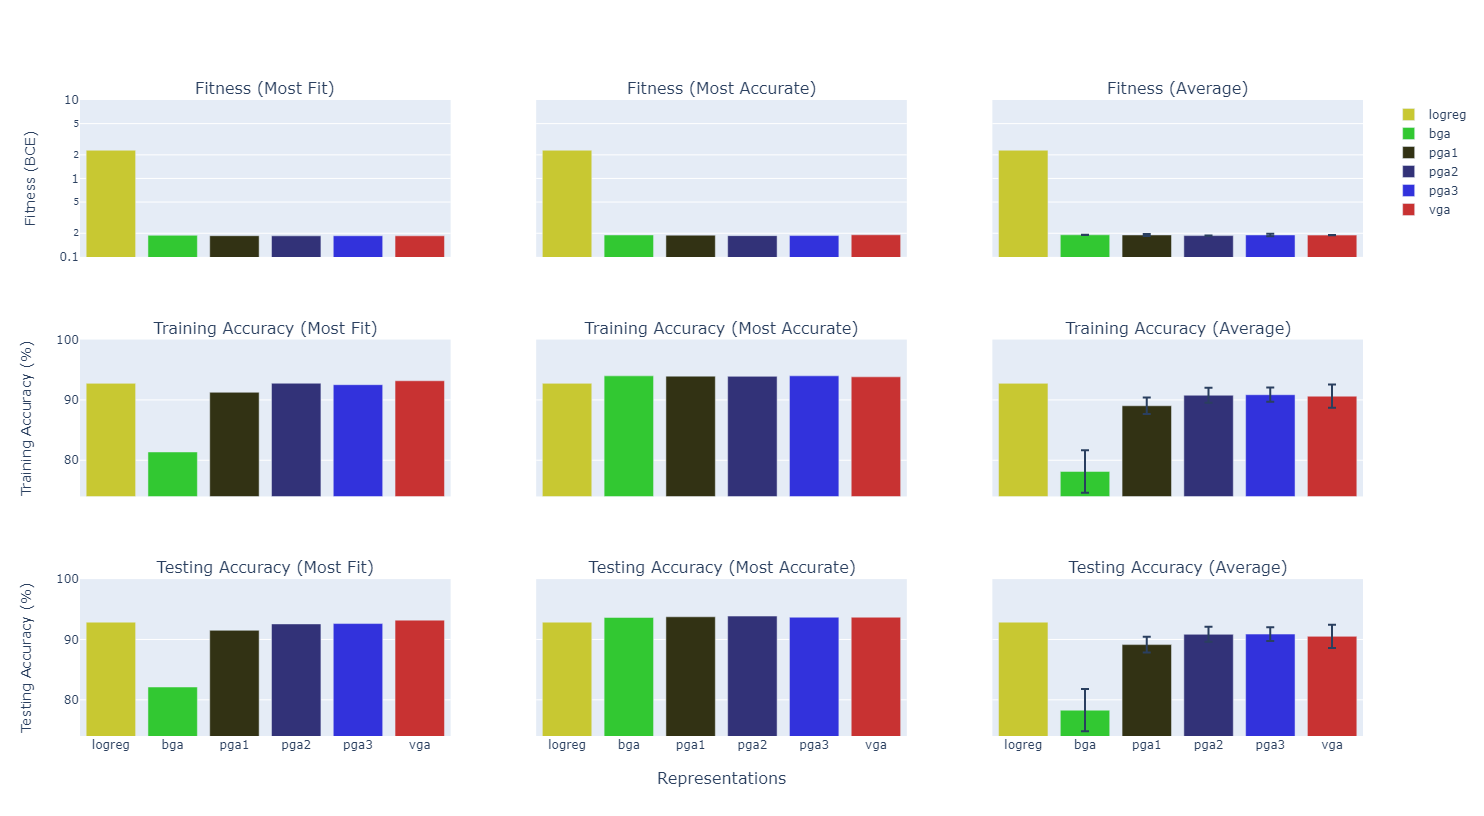 Fitness (Most Fit)
Fitness (Most Accurate)
Fitness (Average)
Fitness (BCE)
10
5
2
1
5
2
0.1
logreg
bga
pga1
pga2
pga3
vga
Training Accuracy (Most Fit)
Training Accuracy (Most Accurate)
Training Accuracy (Average)
Training Accuracy (%)
100
90
80
Testing Accuracy (Most Fit)
Testing Accuracy (Most Accurate)
Testing Accuracy (Average)
Testing Accuracy (%)
100
90
80
logreg bga pga1 pga2 pga3 vga
logreg bga pga1 pga2 pga3 vga
logreg bga pga1 pga2 pga3 vga
Representations